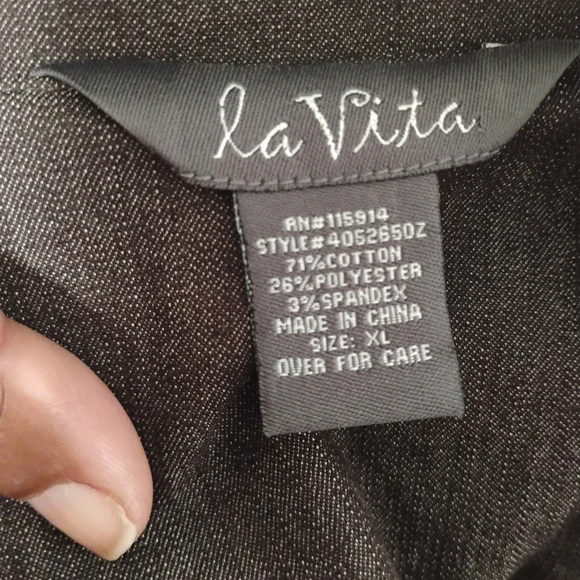 la Vita
RN#115914
STYLE#4052650Z
71%COTTON
26%POLYESTER
3%SPANDEX
MADE IN CHINA
SIZE: XL
OVER FOR CARE